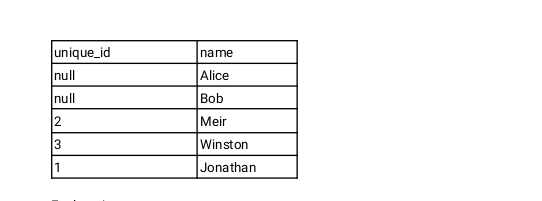 unique_id name
null Alice
null Bob
2 Meir
3 Winston
1 Jonathan